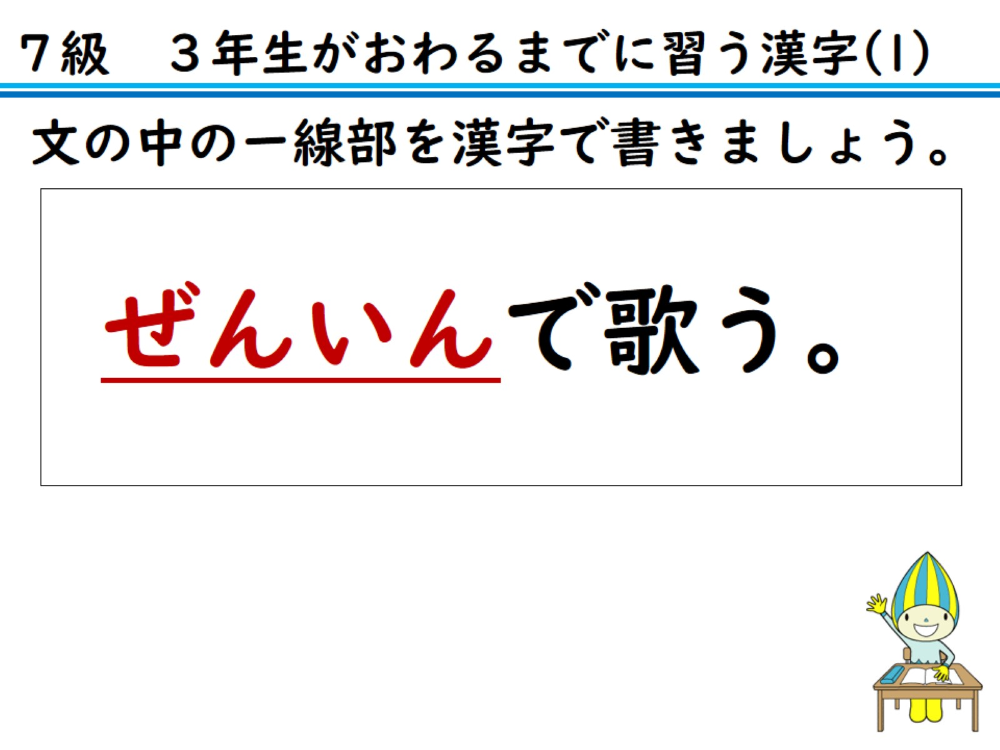 ７級　３年生がおわるまでに習う漢字(1)
文の中の一線部を漢字で書きましょう。
ぜんいんで歌う。